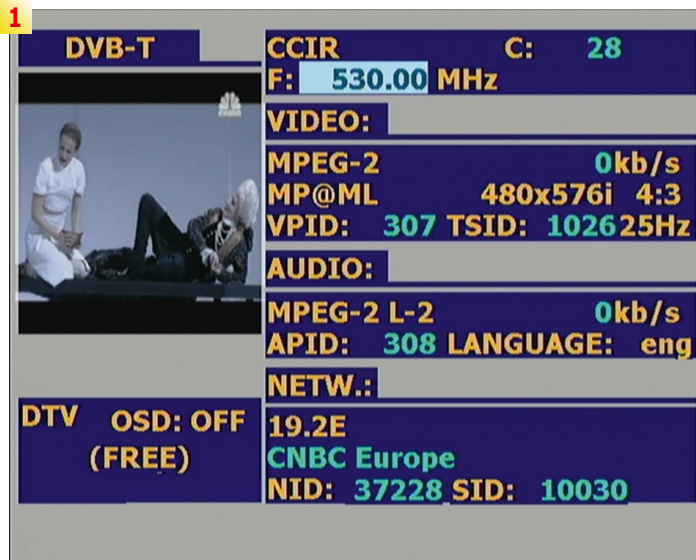 1
DVB-T
CCIR C: 28
F: 530.00 MHz
CNBC
VIDEO:
MPEG-2 0kb/s
MP@ML 480x576i 4:3
VPID: 307 TSID: 1026 25Hz
AUDIO:
MPEG-2 L-2 0kb/s
APID: 308 LANGUAGE: eng
NETW.:
DTV OSD: OFF
(FREE)
19.2E
CNBC Europe
NID: 37228 SID: 10030